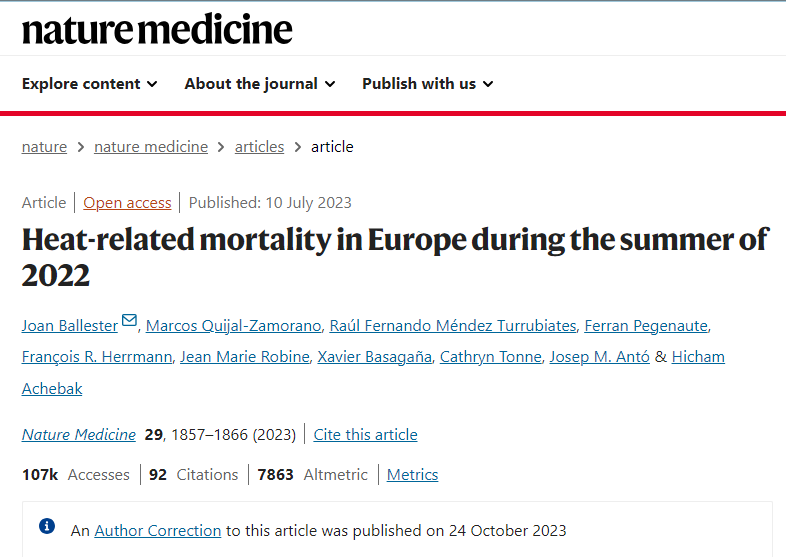 nature medicine
Explore content About the journal Publish with us
nature > nature medicine > articles > article
Article | Open access | Published: 10 July 2023
Heat-related mortality in Europe during the summer of
2022
Joan Ballester, Marcos Quijal-Zamorano, Raúl Fernando Méndez Turrubiates, Ferran Pegenaute,
François R. Herrmann, Jean Marie Robine, Xavier Basagaña, Cathryn Tonne, Josep M. Antó & Hicham
Achebak
Nature Medicine 29, 1857–1866 (2023) | Cite this article
107k Accesses | 92 Citations | 7863 Altmetric | Metrics
An Author Correction to this article was published on 24 October 2023